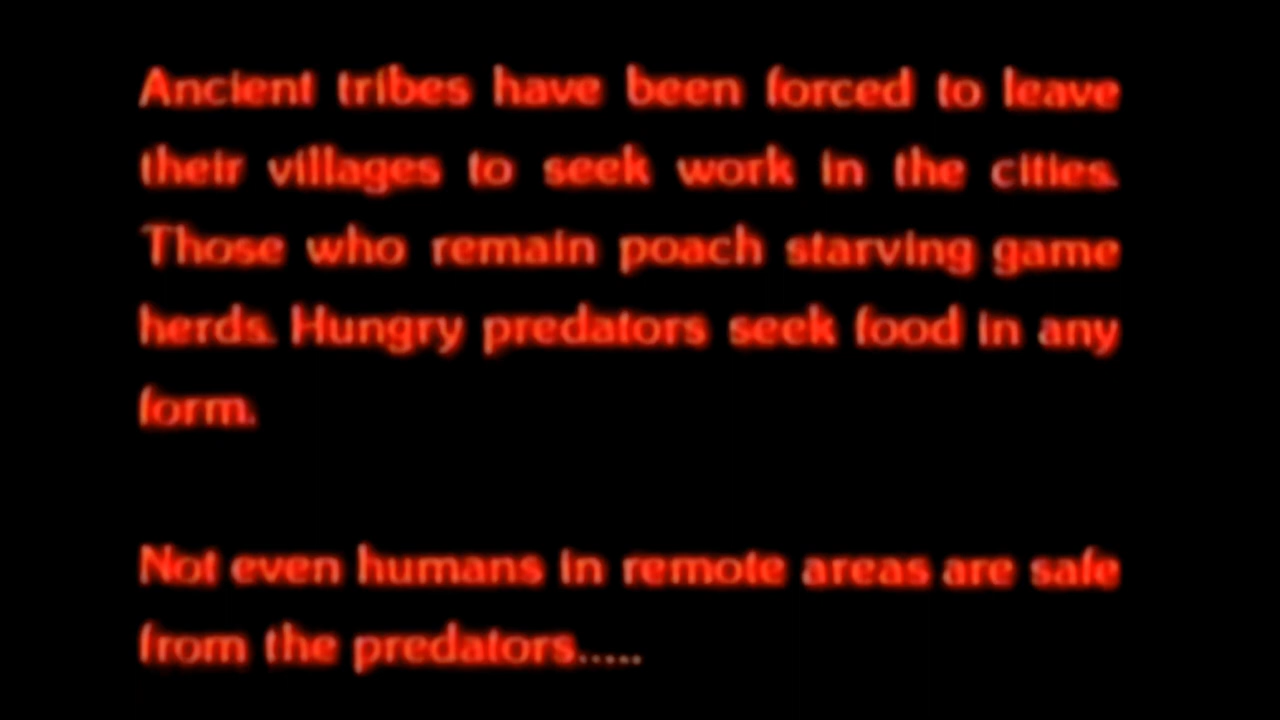 Ancient tribes have been forced to leave
their villages to seek work in the cities.
Those who remain poach starving game
herds. Hungry predators seek food in any
form.
Not even humans in remote areas are safe
from the predators.....